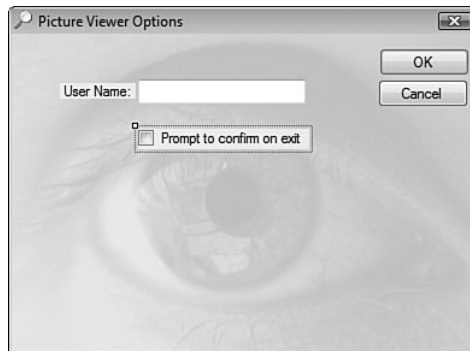 Picture Viewer Options
OK
User Name:
Cancel
Prompt to confirm on exit